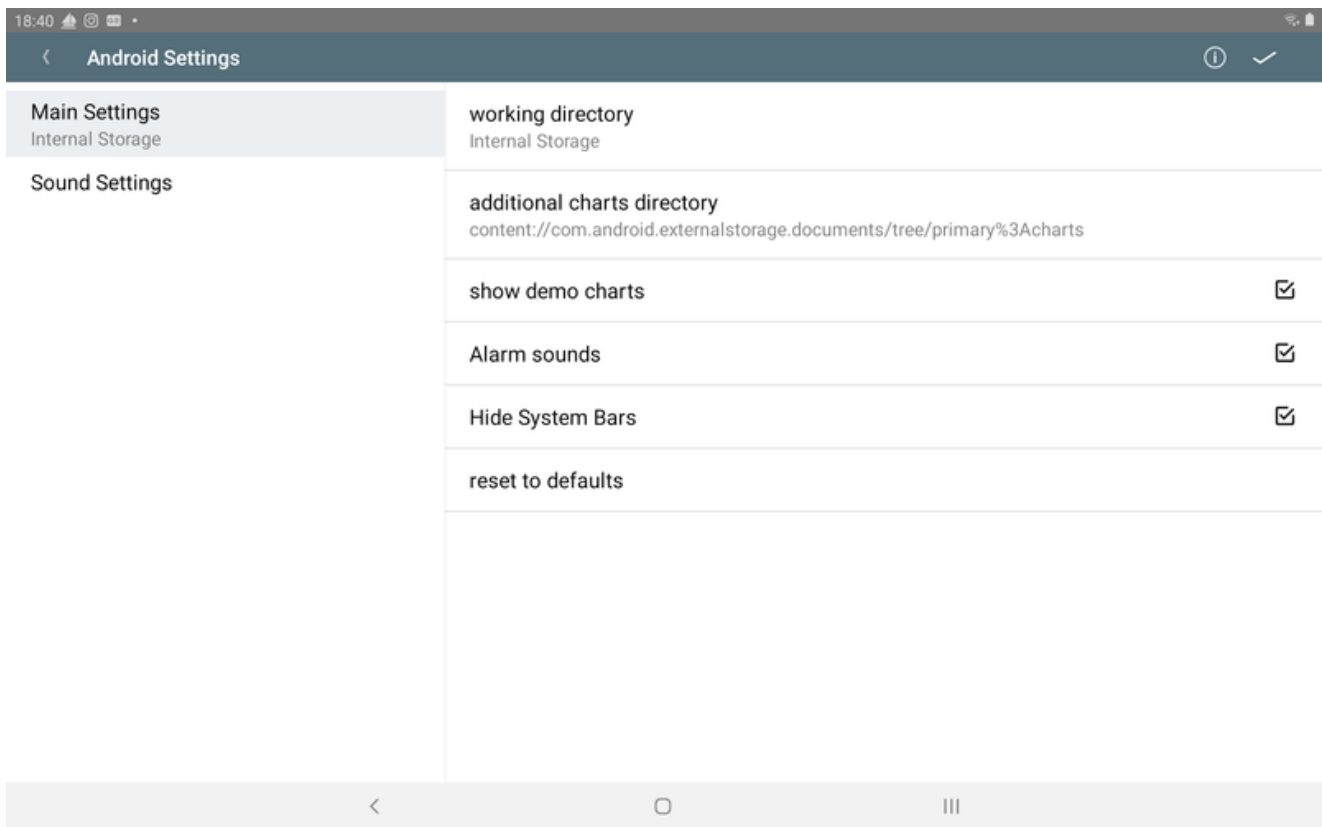 18:40
Android Settings
Main Settings
Internal Storage
Sound Settings
working directory
Internal Storage
additional charts directory
content://com.android.externalstorage.documents/tree/primary%3Acharts
show demo charts
Alarm sounds
Hide System Bars
reset to defaults